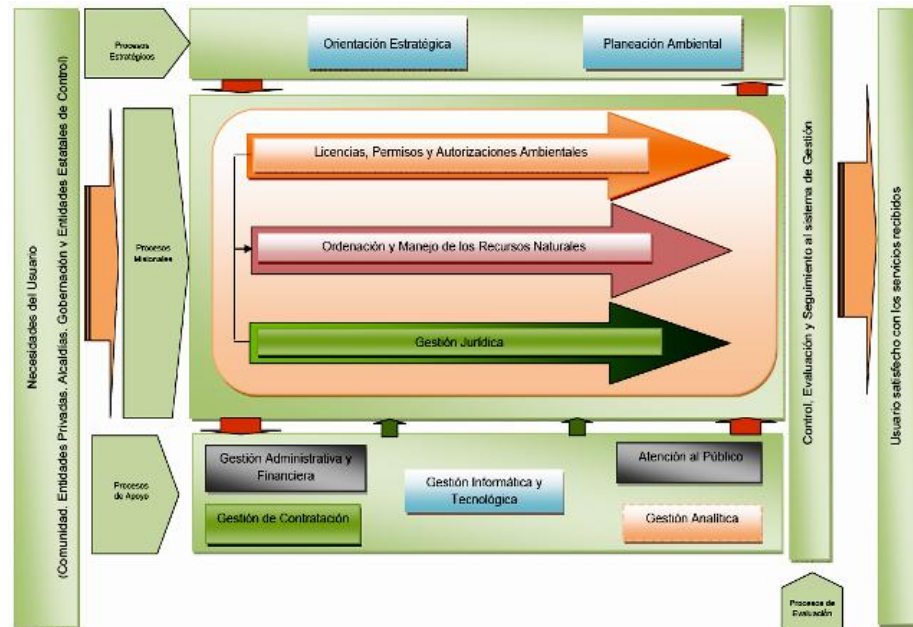 Necesidades del Usuario
(Comunidad. Entidades Privadas. Alcaldías. Gobernación y Entidades Estatales de Control)
Procesos
Estratégicos
Orientación Estratégica
Planeación Ambiental
Procesos
Misionales
Licencias, Permisos y Autorizaciones Ambientales
Ordenación y Manejo de los Recursos Naturales
Gestión Jurídica
Procesos
de Apoyo
Gestión Administrativa y
Financiera
Gestión de Contratación
Gestión Informática y
Tecnológica
Atención al Público
Gestión Analítica
Control, Evaluación y Seguimiento al sistema de Gestión
Procesos de
Evaluación
Usuario satisfecho con los servicios recibidos